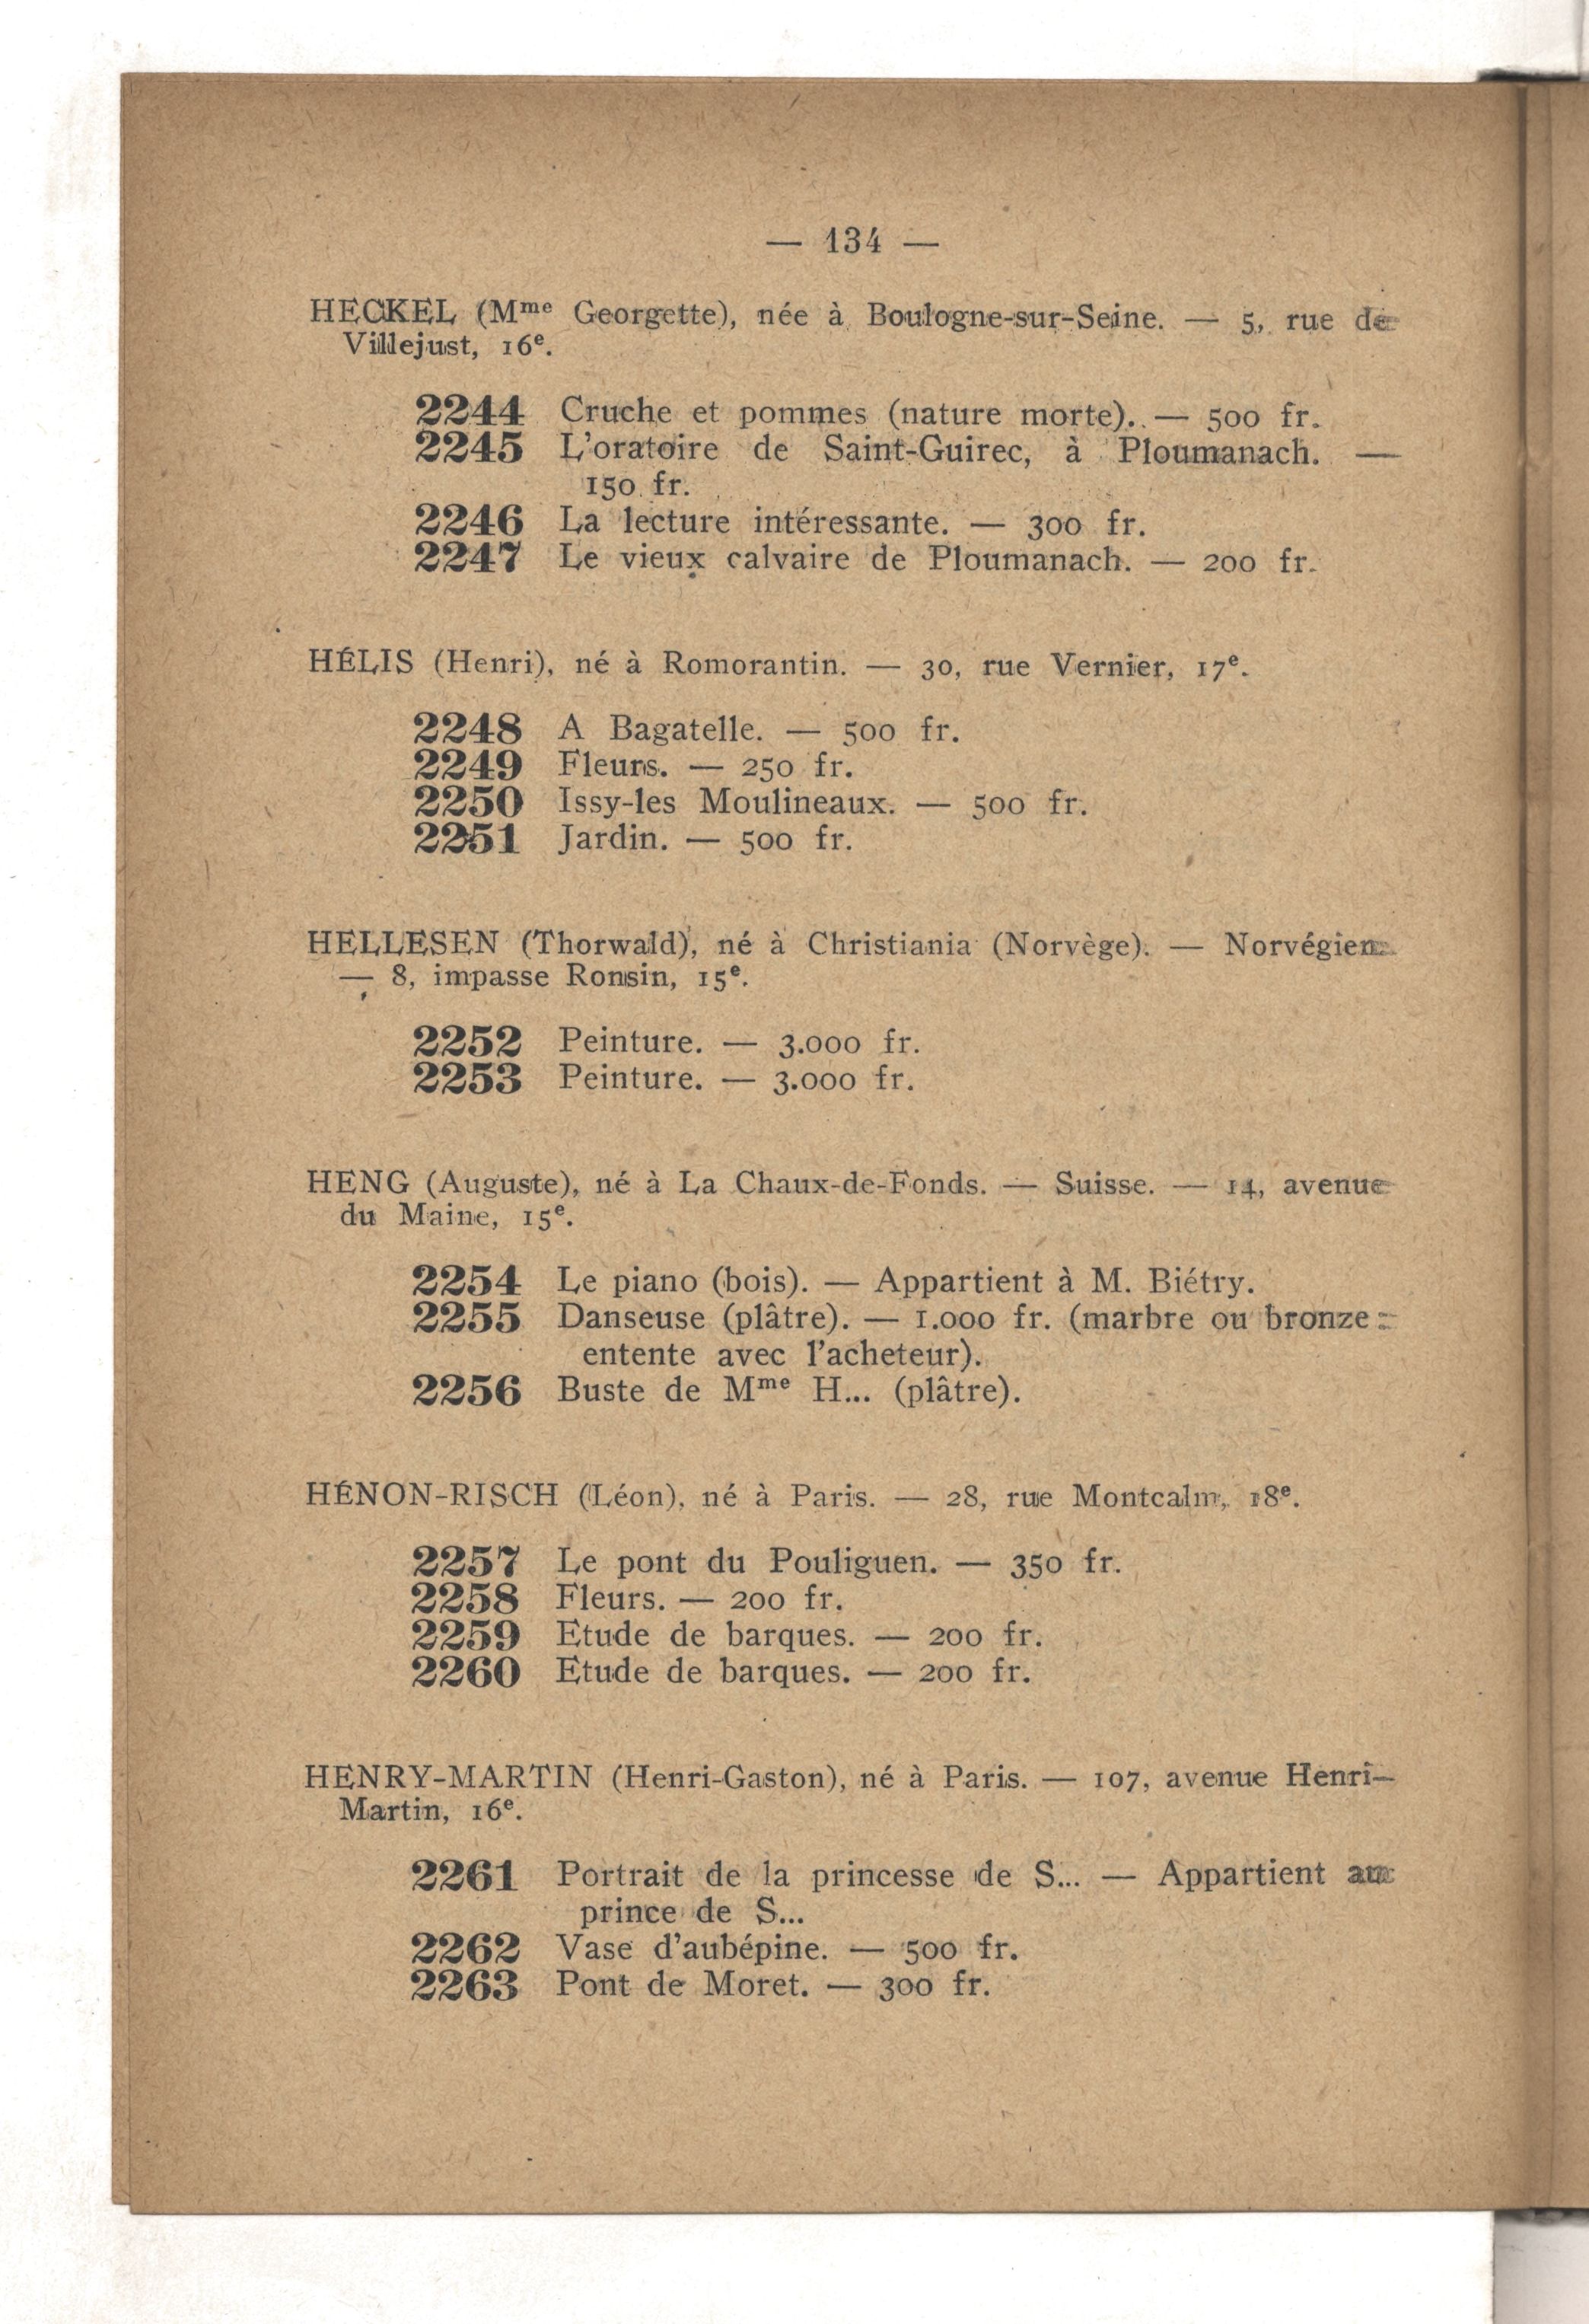 — 134 —
HECKEL (Mme Georgette), née à Boulogne-sur-Seine. — 5, rue de
Villejust, 16e.
2244 Cruche et pommes (nature morte). — 500 fr.
2245 L'oratoire de Saint-Guirec, à Ploumanach. —
150 fr.
2246 La lecture intéressante. — 300 fr.
2247 Le vieux calvaire de Ploumanach. — 200 fr.
HÉLIS (Henri), né à Romorantin. — 30, rue Vernier, 17e.
2248 A Bagatelle. — 500 fr.
2249 Fleurs. — 250 fr.
2250 Issy-les Moulineaux. — 500 fr.
2251 Jardin. — 500 fr.
HELLESEN (Thorwald), né à Christiania (Norvège). — Norvégien.
— 8, impasse Ronsin, 15e.
2252 Peinture. — 3.000 fr.
2253 Peinture. — 3.000 fr.
HENG (Auguste), né à La Chaux-de-Fonds. — Suisse. — 14, avenue
du Maine, 15e.
2254 Le piano (bois). — Appartient à M. Biétry.
2255 Danseuse (plâtre). — 1.000 fr. (marbre ou bronze :
entente avec l'acheteur).
2256 Buste de Mme H... (plâtre).
HÉNON-RISCH (Léon), né à Paris. — 28, rue Montcalm, 18e.
2257 Le pont du Pouliguen. — 350 fr.
2258 Fleurs. — 200 fr.
2259 Etude de barques. — 200 fr.
2260 Etude de barques. — 200 fr.
HENRY-MARTIN (Henri-Gaston), né à Paris. — 107, avenue Henri-
Martin, 16e.
2261 Portrait de la princesse de S... — Appartient au
prince de S...
2262 Vase d'aubépine. — 500 fr.
2263 Pont de Moret. — 300 fr.